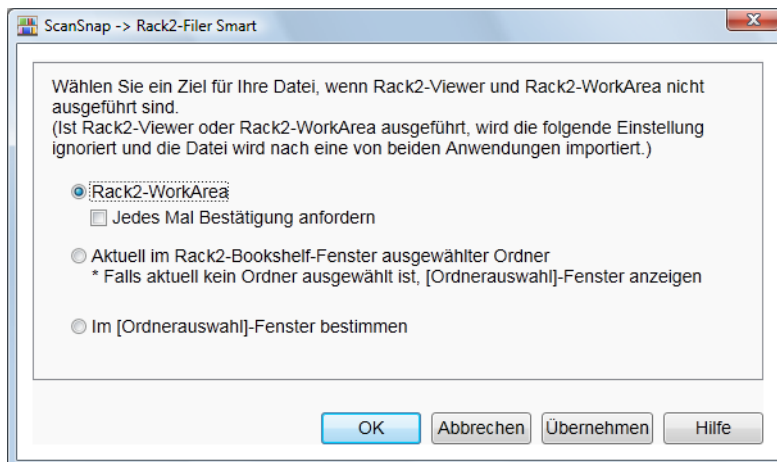 ScanSnap -> Rack2-Filer Smart
Wählen Sie ein Ziel für Ihre Datei, wenn Rack2-Viewer und Rack2-WorkArea nicht
ausgeführt sind.
(Ist Rack2-Viewer oder Rack2-WorkArea ausgeführt, wird die folgende Einstellung
ignoriert und die Datei wird nach eine von beiden Anwendungen importiert.)
Rack2-WorkArea
Jedes Mal Bestätigung anfordern
Aktuell im Rack2-Bookshelf-Fenster ausgewählter Ordner
* Falls aktuell kein Ordner ausgewählt ist, [Ordnerauswahl]-Fenster anzeigen
Im [Ordnerauswahl]-Fenster bestimmen
OK Abbrechen Übernehmen Hilfe